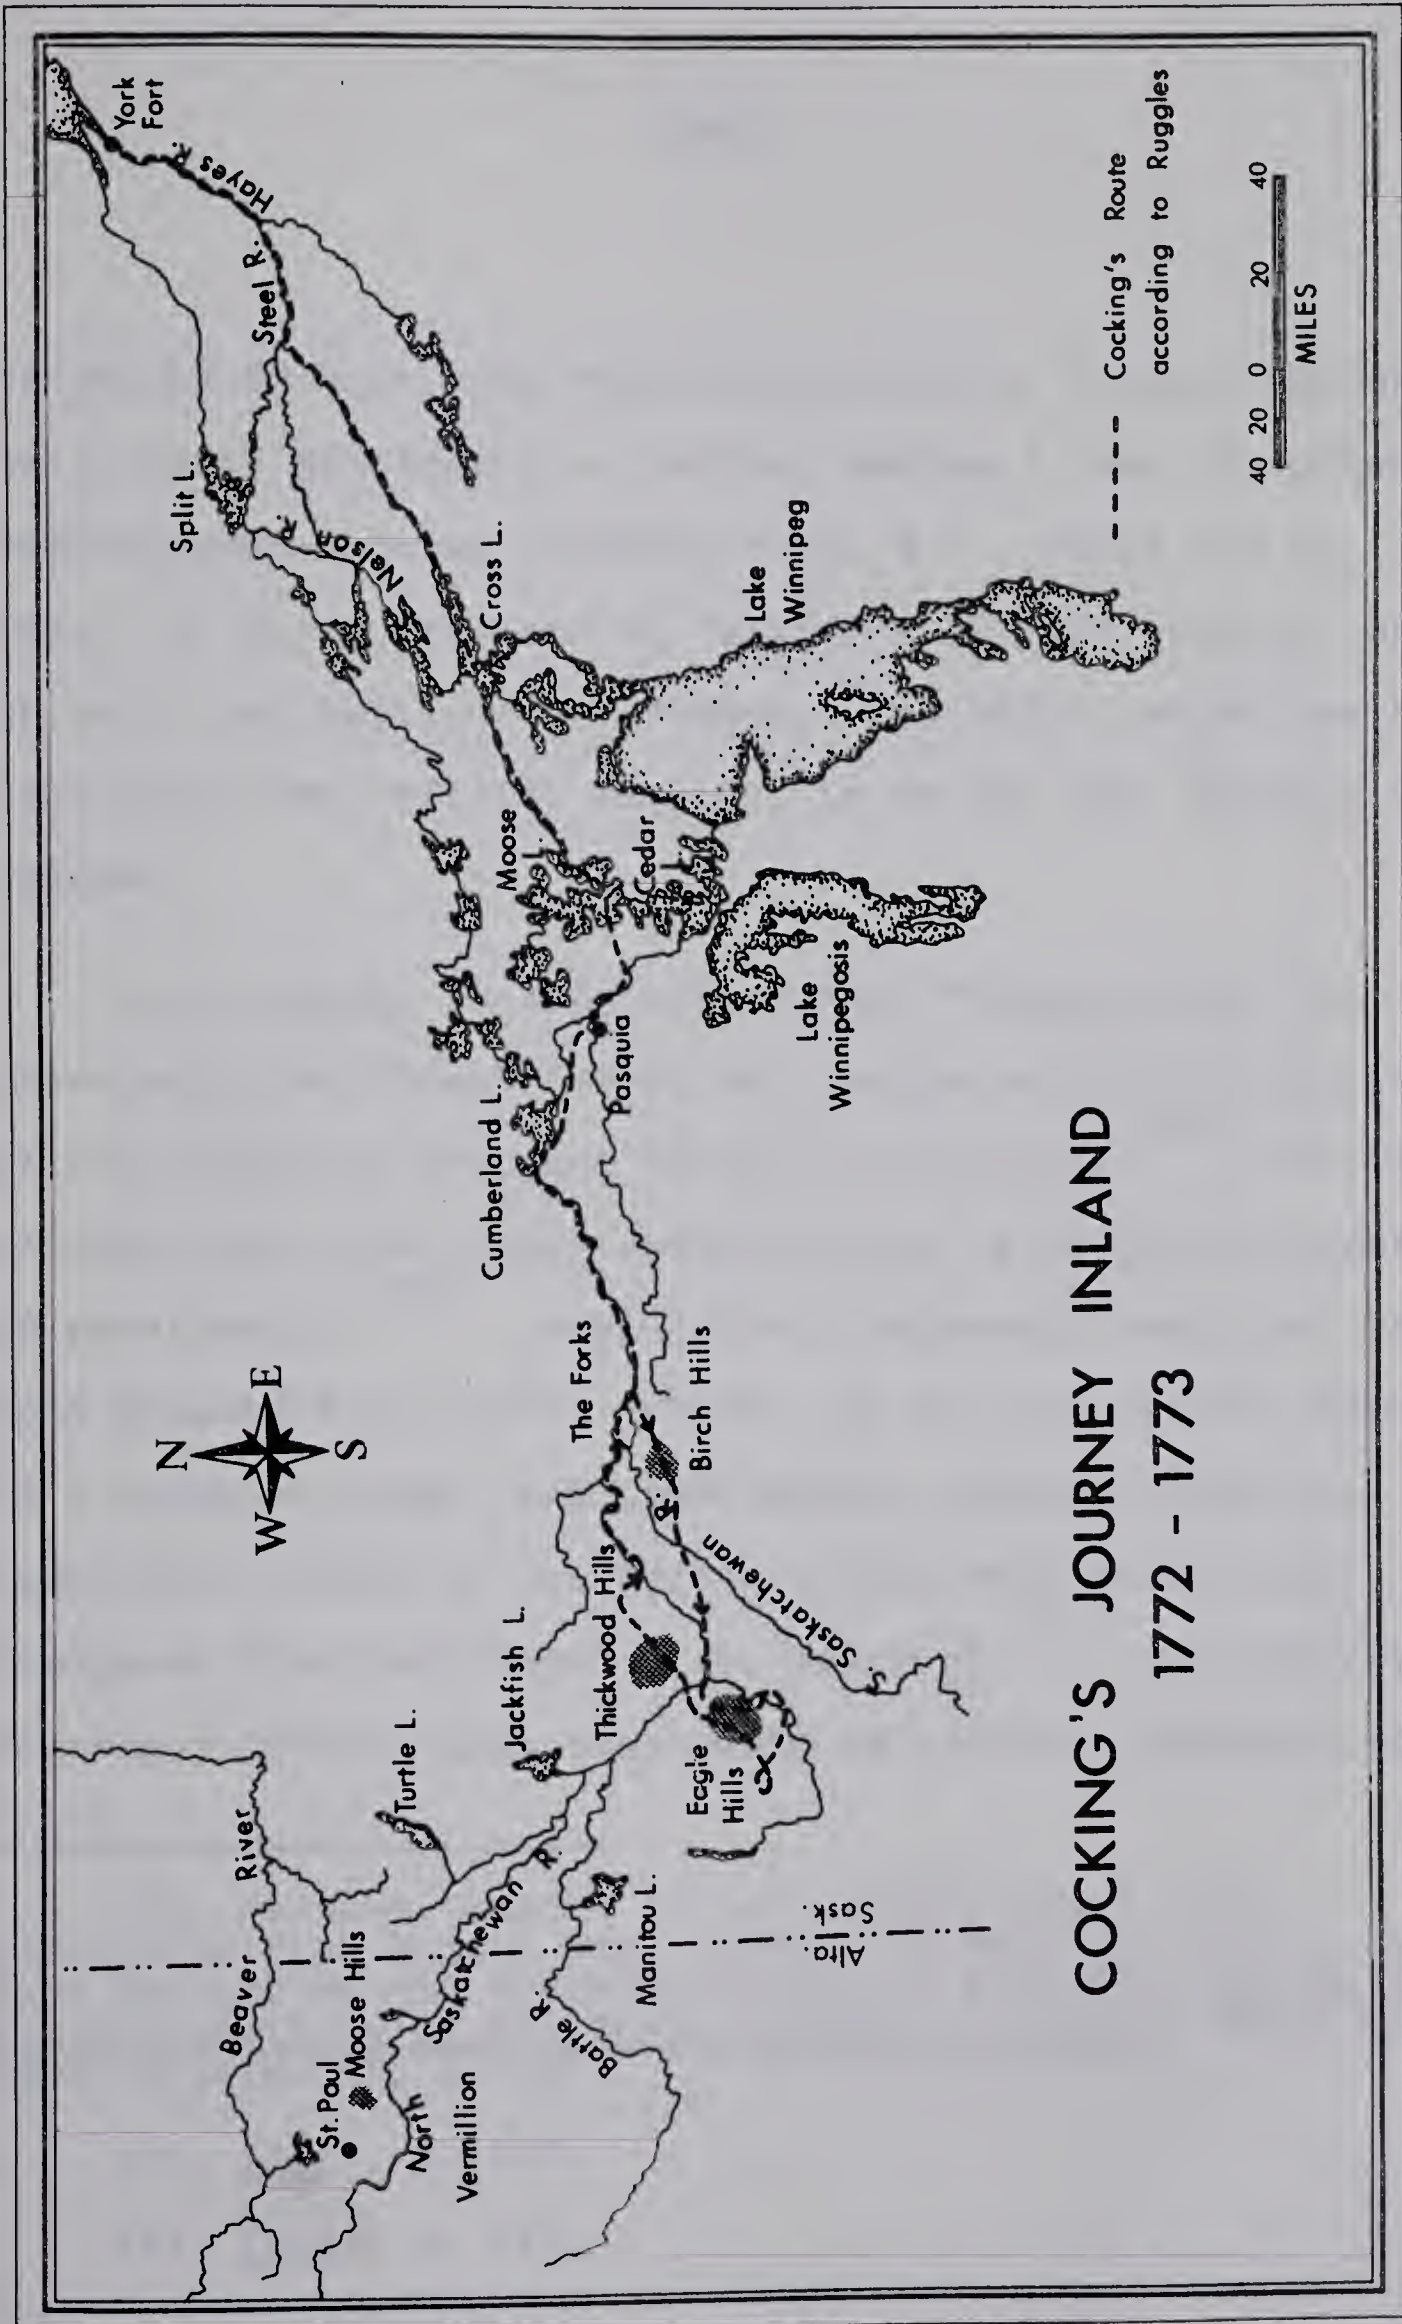 York
Fort
Hayes R.
Steel R.
Split L.
Nelson R.
Cross L.
Lake
Winnipeg
Moose
L.
Cedar
L.
Lake
Winnipegosis
Pasquia
Cumberland L.
The Forks
Birch Hills
N
W E
S
Thickwood Hills
Jackfish L.
Turtle L.
Eagle
Hills
S. Saskatchewan R.
Beaver River
Moose Hills
St. Paul
North Saskatchewan R.
Vermillion
Battle R.
Manitou L.
Alta.
Sask.
Cocking's Route
according to Ruggles
40 20 0 20 40
MILES
COCKING'S JOURNEY INLAND
1772 - 1773